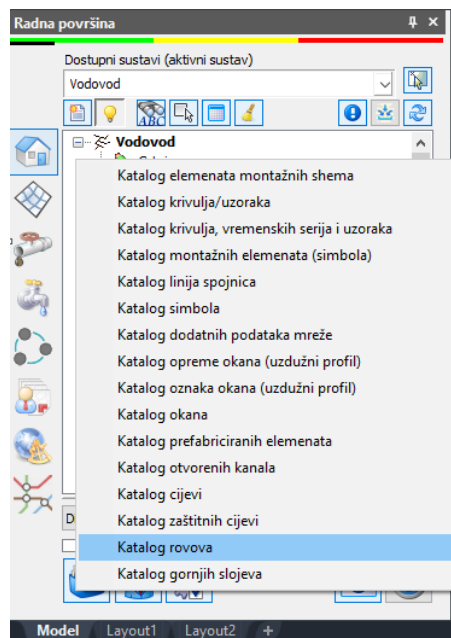 Radna površina
Dostupni sustavi (aktivni sustav)
Vodovod
ABC
Vodovod
Katalog elemenata montažnih shema
Katalog krivulja/uzoraka
Katalog krivulja, vremenskih serija i uzoraka
Katalog montažnih elemenata (simbola)
Katalog linija spojnica
Katalog simbola
Katalog dodatnih podataka mreže
Katalog opreme okana (uzdužni profil)
Katalog oznaka okana (uzdužni profil)
Katalog okana
Katalog prefabriciranih elemenata
Katalog otvorenih kanala
Katalog cijevi
Katalog zaštitnih cijevi
Katalog rovova
Katalog gornjih slojeva
Model Layout1 Layout2 +